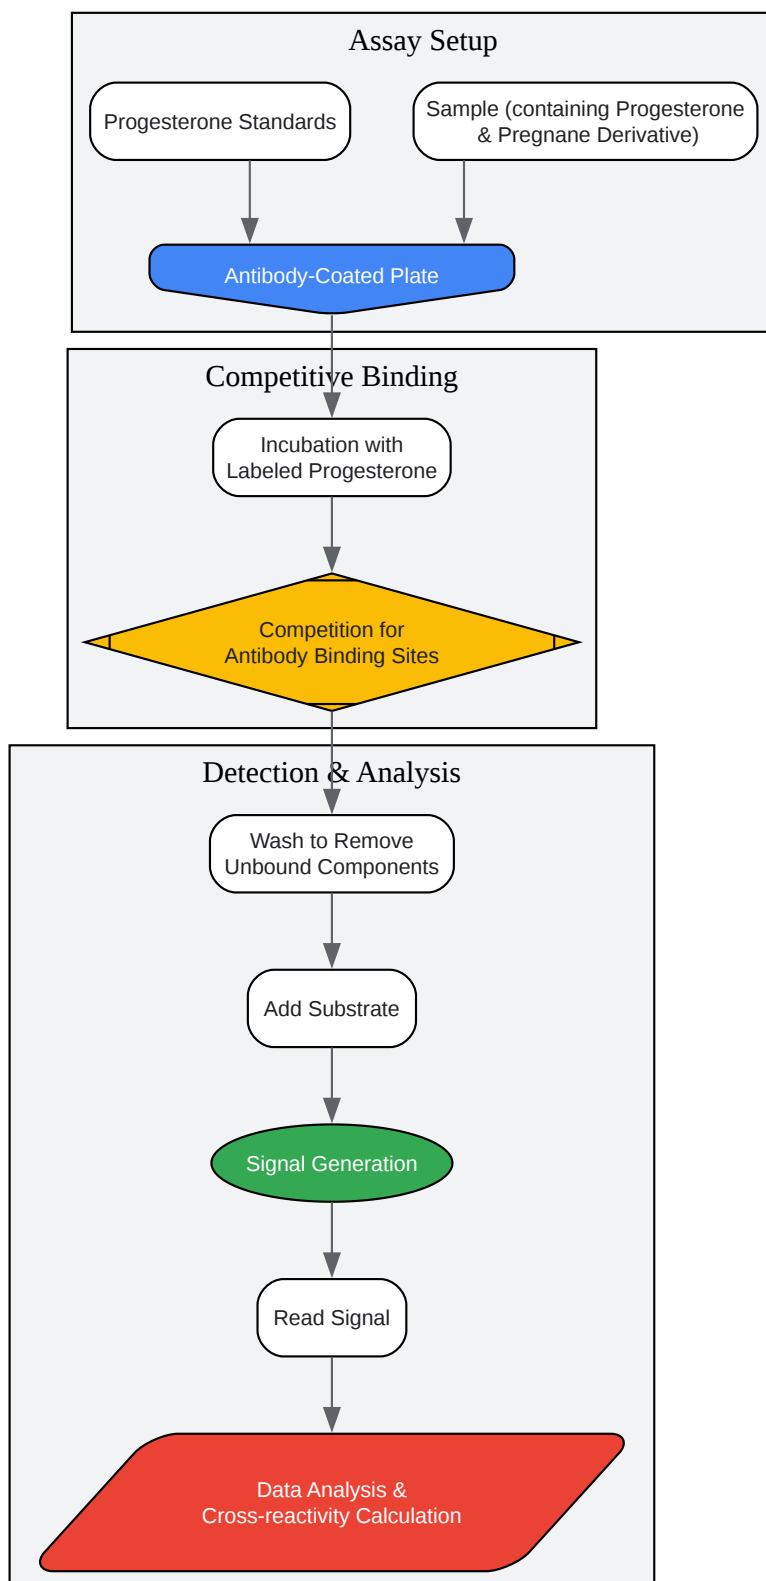 Assay Setup
Progesterone Standards
Sample (containing Progesterone
& Pregnane Derivative)
Antibody-Coated Plate
Competitive Binding
Incubation with
Labeled Progesterone
Competition for
Antibody Binding Sites
Detection & Analysis
Wash to Remove
Unbound Components
Add Substrate
Signal Generation
Read Signal
Data Analysis &
Cross-reactivity Calculation